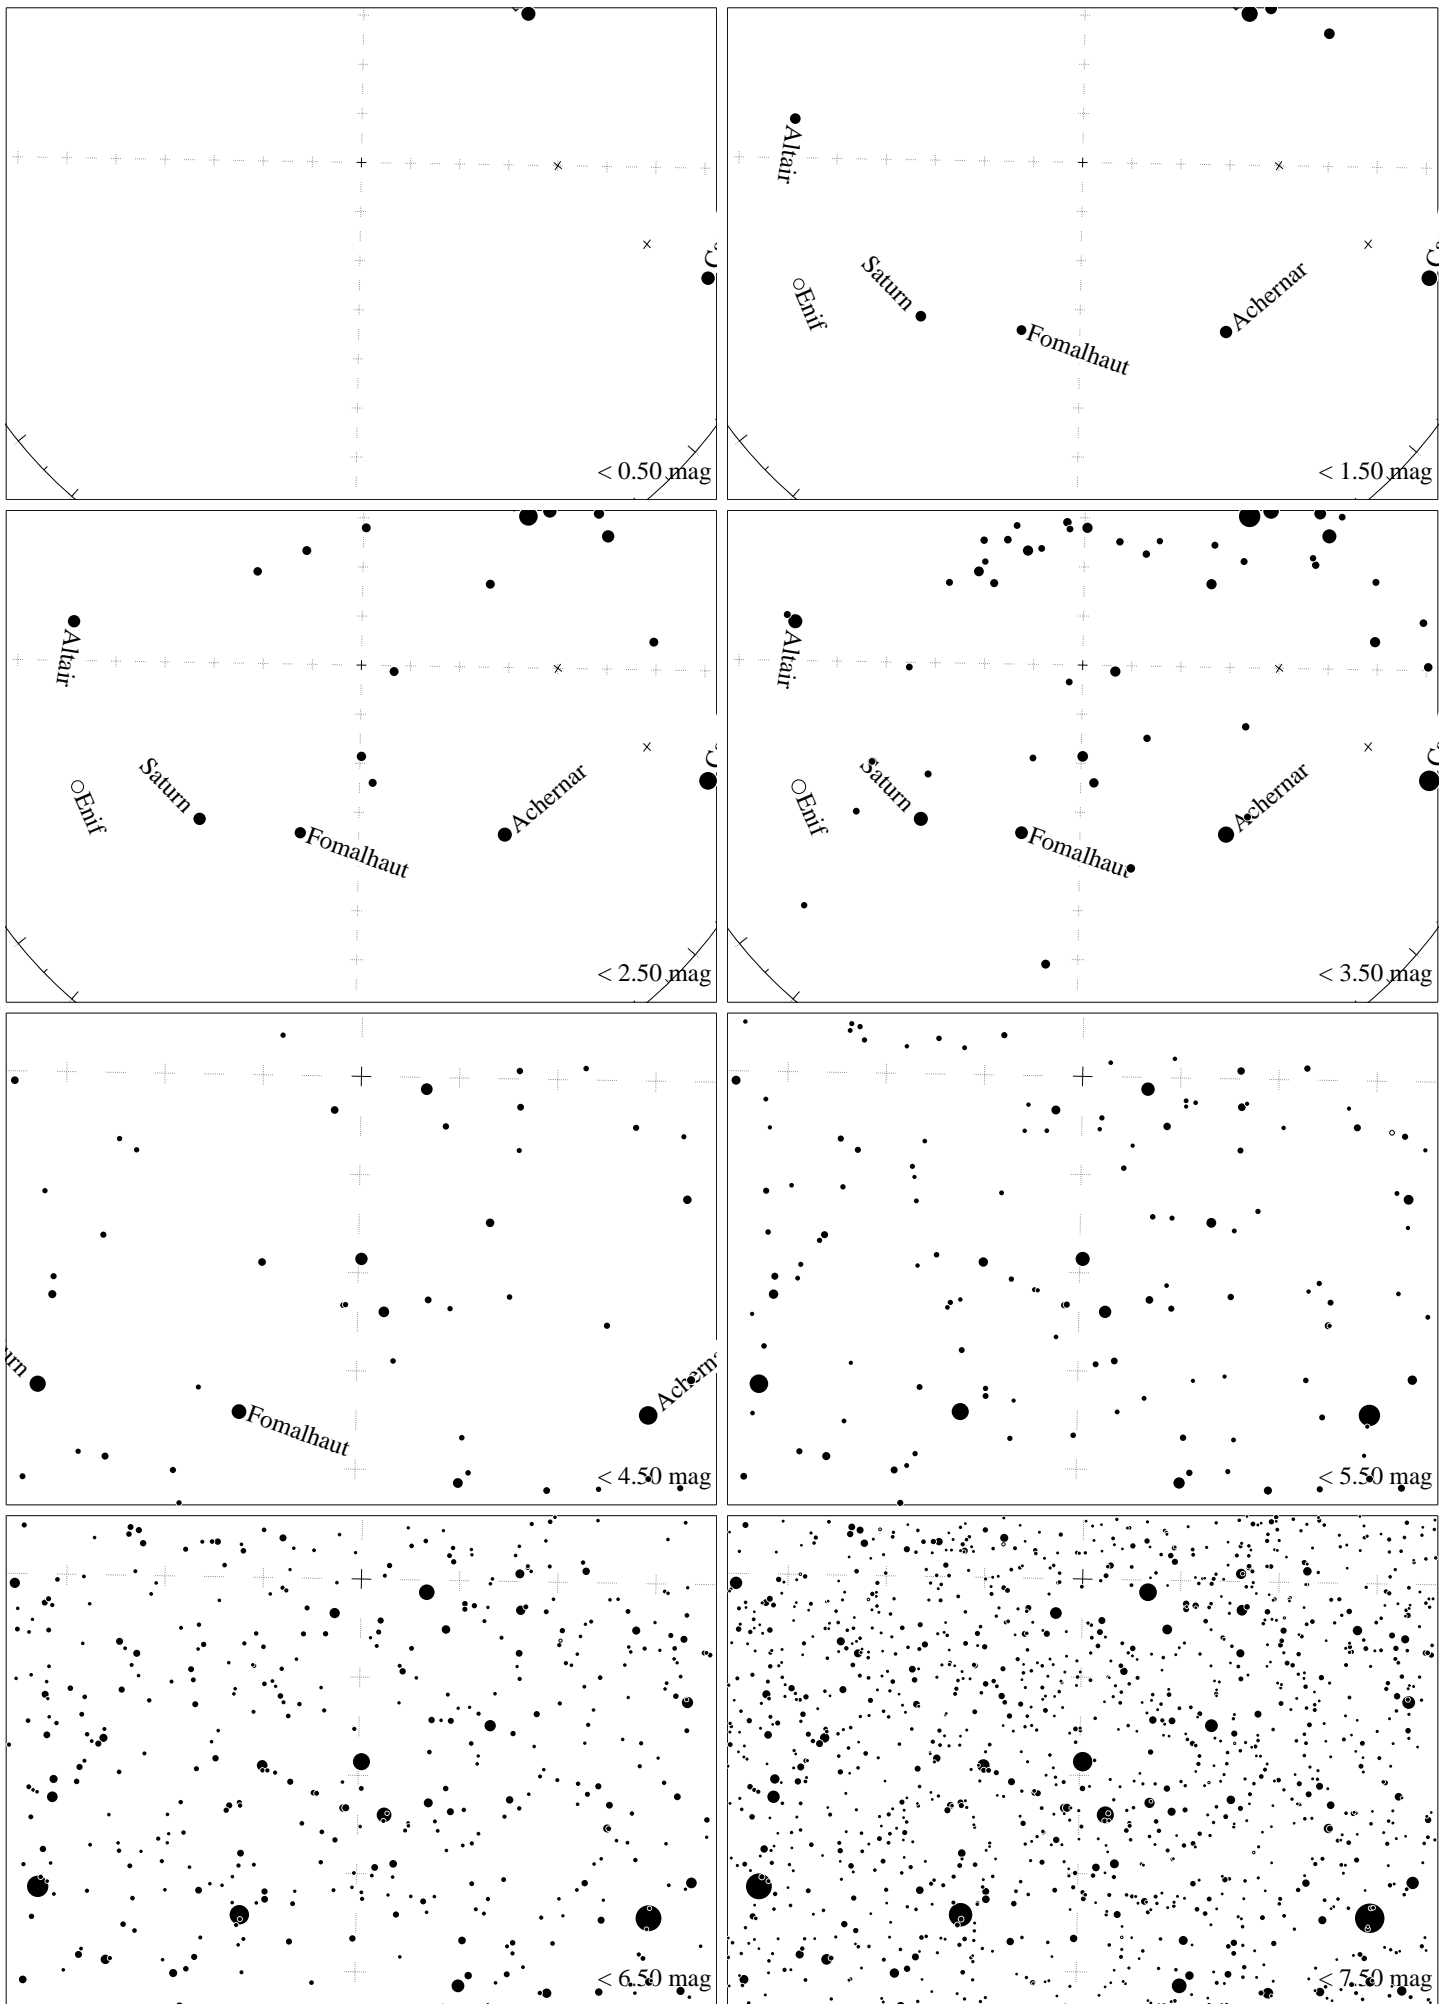 < 0.50 mag
Altair
Saturn
Enif
Fomalhaut
Achernar
< 1.50 mag
Altair
Saturn
Enif
Fomalhaut
Achernar
< 2.50 mag
Altair
Saturn
Enif
Fomalhaut
Achernar
< 3.50 mag
urn
Fomalhaut
Achern
< 4.50 mag
< 5.50 mag
< 6.50 mag
< 7.50 mag